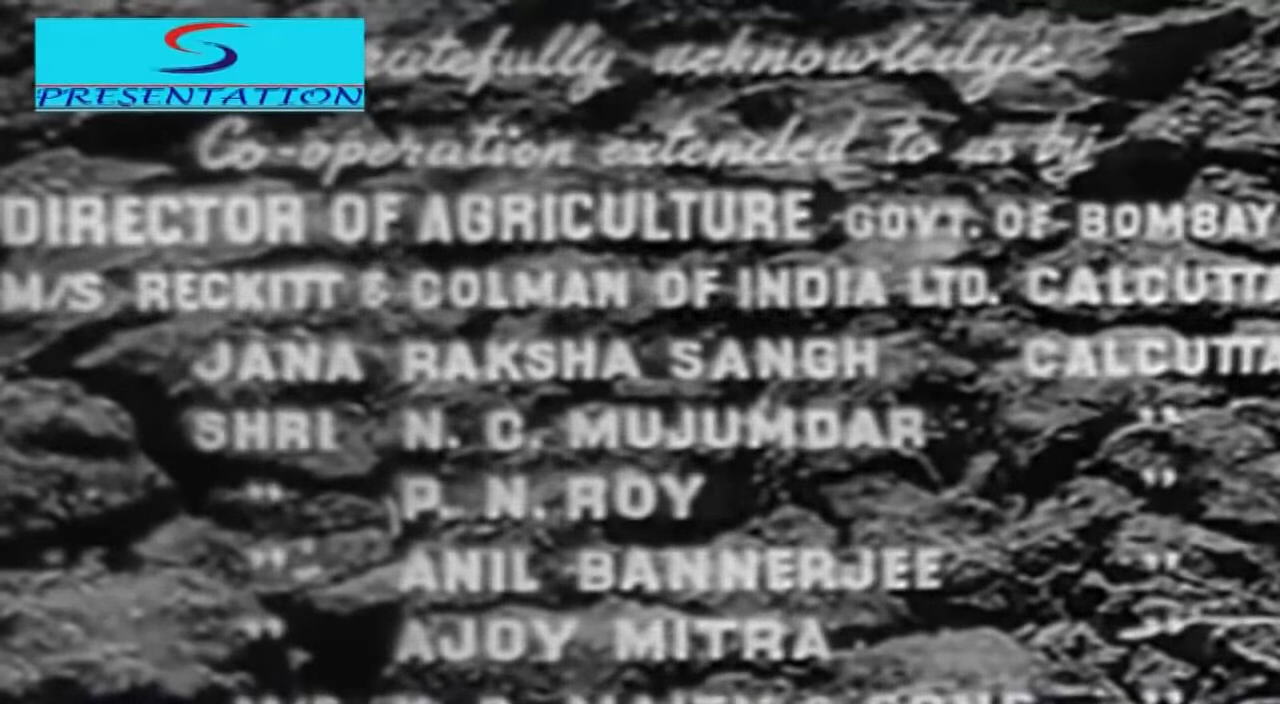 S
PRESENTATION
acknowledge
Co-operation extended to us by
DIRECTOR OF AGRICULTURE GOVT. OF BOMBAY
M/S RECKITT & COLMAN OF INDIA LTD. CALCUTTA
JANA RAKSHA SANGH CALCUTTA
SHRI N. C. MUJUMDAR "
" P. N. ROY "
" ANIL BANNERJEE "
" AJOY MITRA "